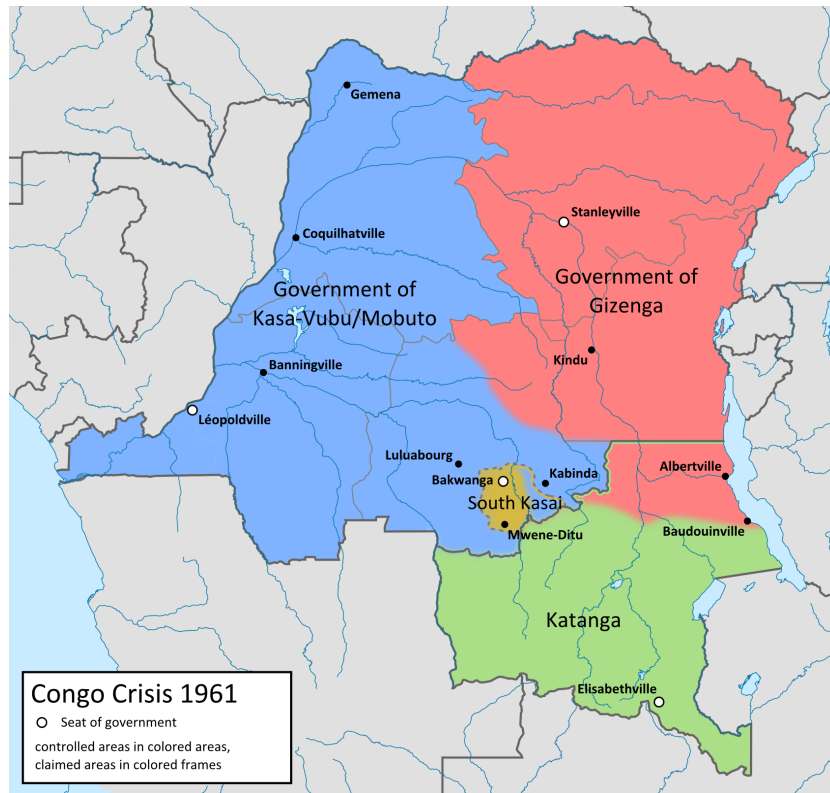 Gemena
Stanleyville
Coquilhatville
Government of
Gizenga
Government of
Kasa-Vubu/Mobuto
Kindu
Banningville
Léopoldville
Luluabourg
Albertville
Kabinda
Bakwanga
South Kasai
Mwene-Ditu
Baudouinville
Katanga
Elisabethville
Congo Crisis 1961
Seat of government
controlled areas in colored areas,
claimed areas in colored frames